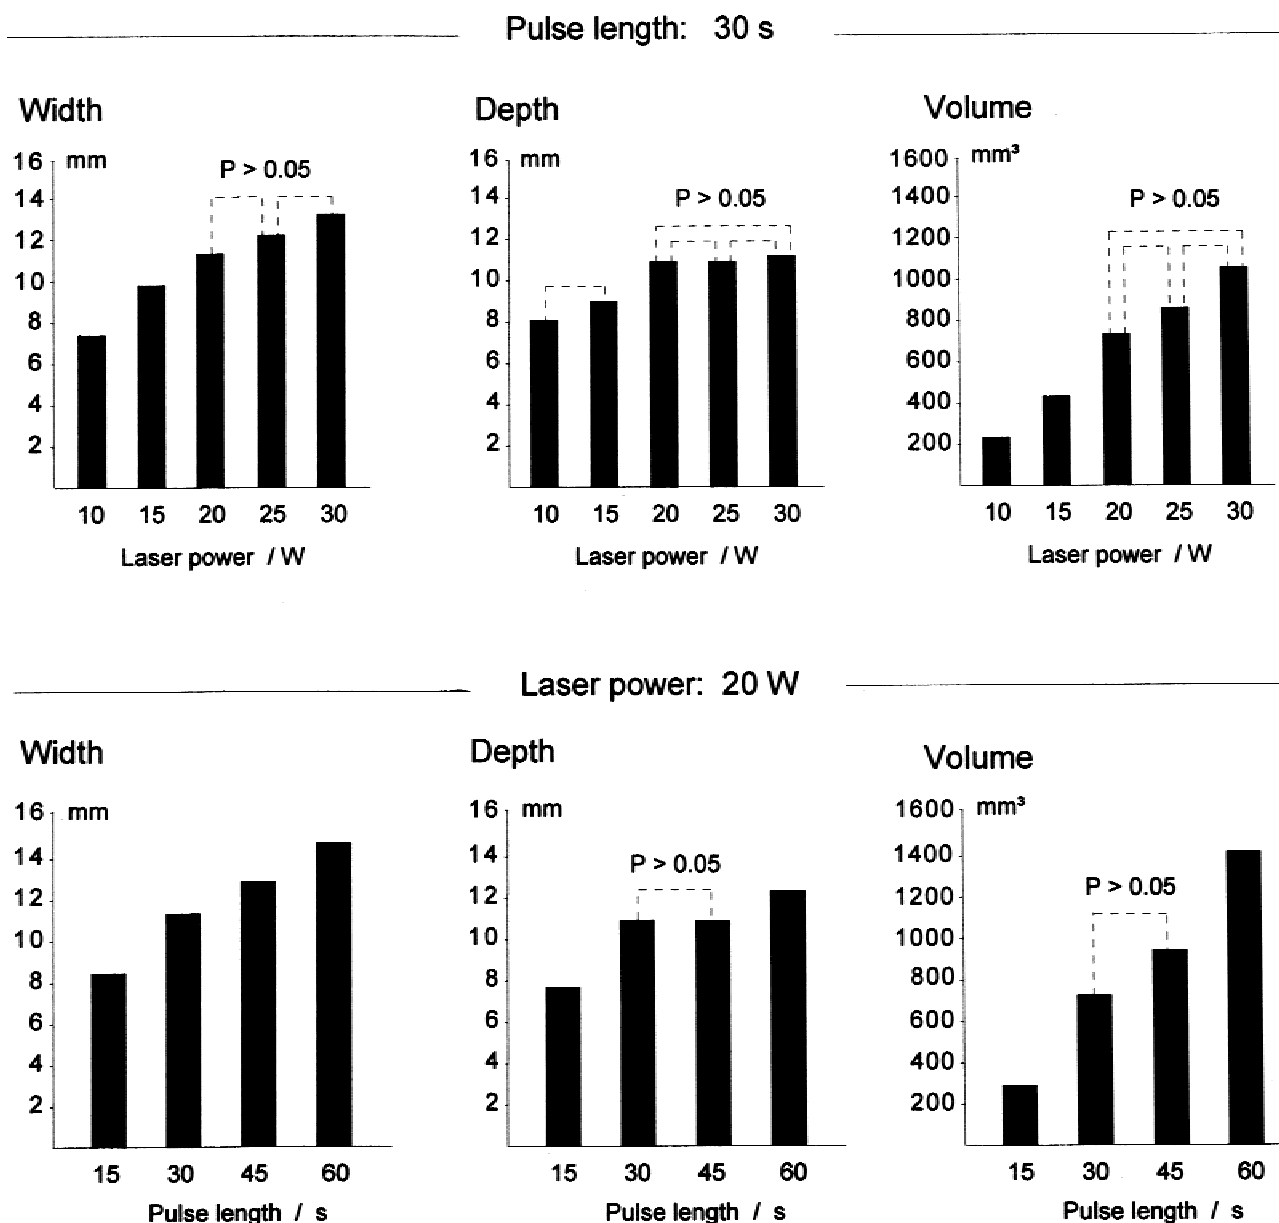 Pulse length: 30 s
Width
Depth
Volume
16 mm
14
12
10
8
6
4
2
P > 0.05
10 15 20 25 30
Laser power / W
16 mm
14
12
10
8
6
4
2
P > 0.05
10 15 20 25 30
Laser power / W
1600 mm³
1400
1200
1000
800
600
400
200
P > 0.05
10 15 20 25 30
Laser power / W
Laser power: 20 W
Width
Depth
Volume
16 mm
14
12
10
8
6
4
2
15 30 45 60
Pulse length / s
16 mm
14
12
10
8
6
4
2
P > 0.05
15 30 45 60
Pulse length / s
1600 mm³
1400
1200
1000
800
600
400
200
P > 0.05
15 30 45 60
Pulse length / s